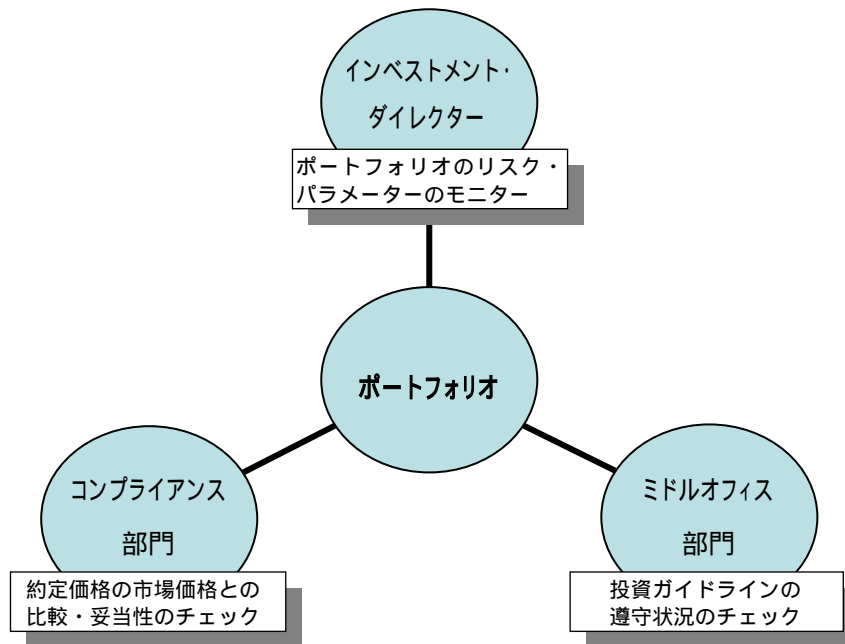 インベストメント・
ダイレクター
ポートフォリオのリスク・
パラメーターのモニター
ポートフォリオ
コンプライアンス
部門
約定価格の市場価格との
比較・妥当性のチェック
ミドルオフィス
部門
投資ガイドラインの
遵守状況のチェック